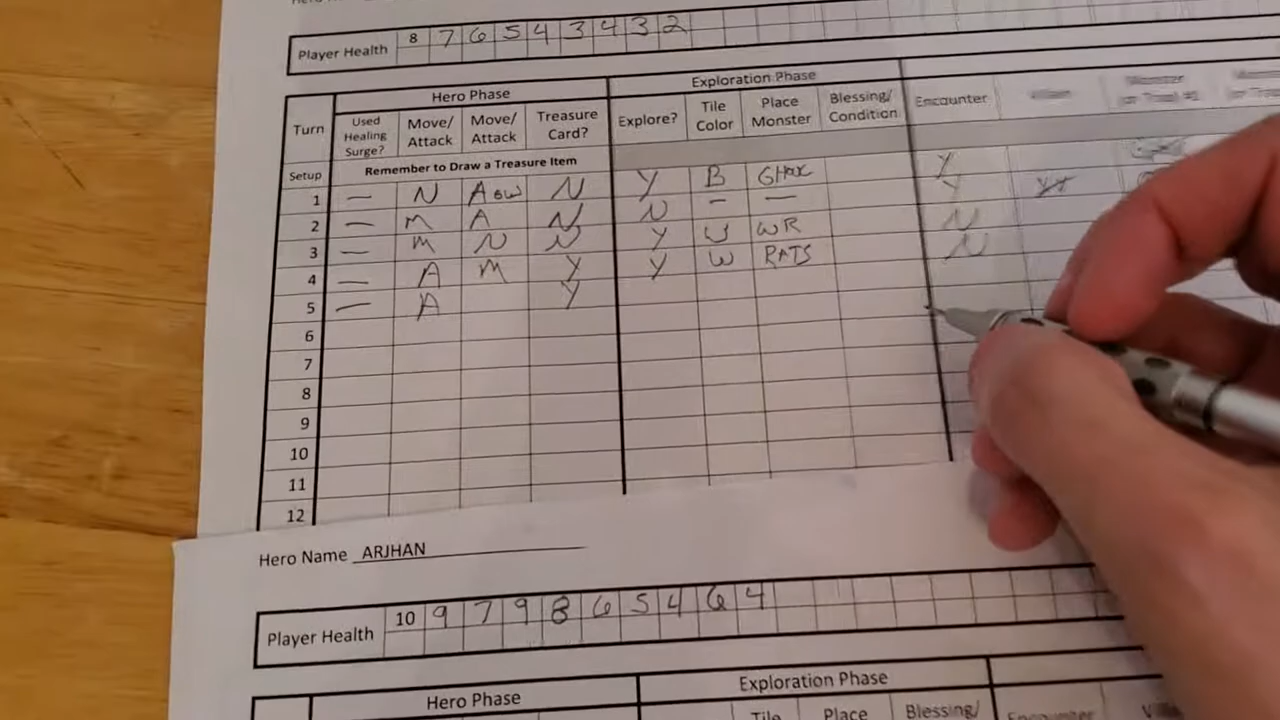 Player Health 8 7 6 5 4 3 4 3 2
Hero Phase Exploration Phase
Turn Used Healing Surge? Move/ Attack Move/ Attack Treasure Card? Explore? Tile Color Place Monster Blessing/ Condition Encounter
Setup Remember to Draw a Treasure Item Y
1 — N A N Y B Y
2 — M A N N — — N
3 — M N N Y W WR N
4 — A M Y Y W RATS
5 — A Y
6
7
8
9
10
11
12
Hero Name ARJHAN
Player Health 10 9 7 9 8 6 5 4 6 4
Hero Phase Exploration Phase
Tile Place Blessing/ Encounter